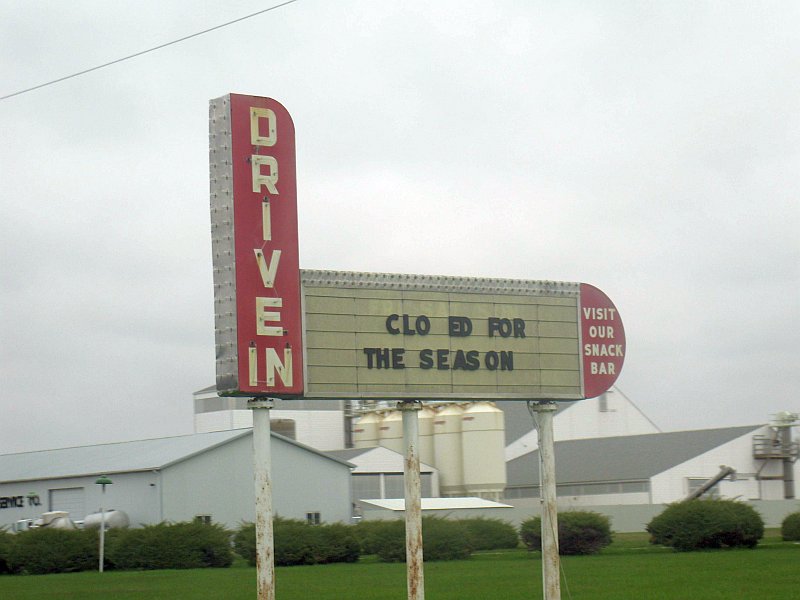 DRIVE IN
CLO ED FOR
THE SEASON
VISIT
OUR
SNACK
BAR